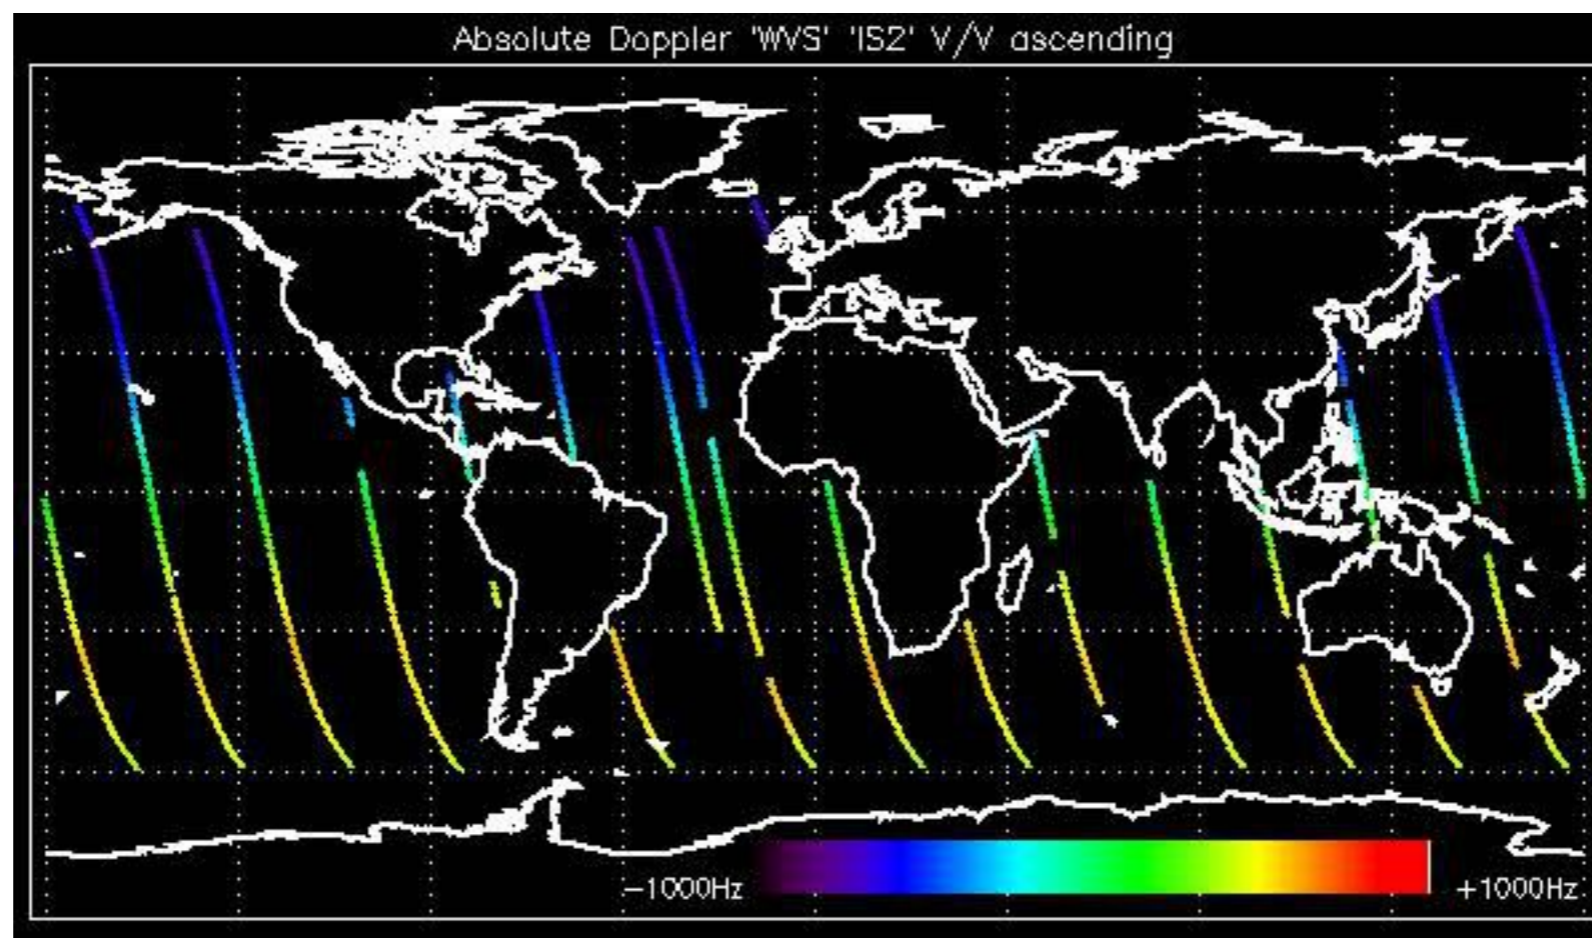 Absolute Doppler 'WVS' 'IS2' V/V ascending
-1000Hz +1000Hz